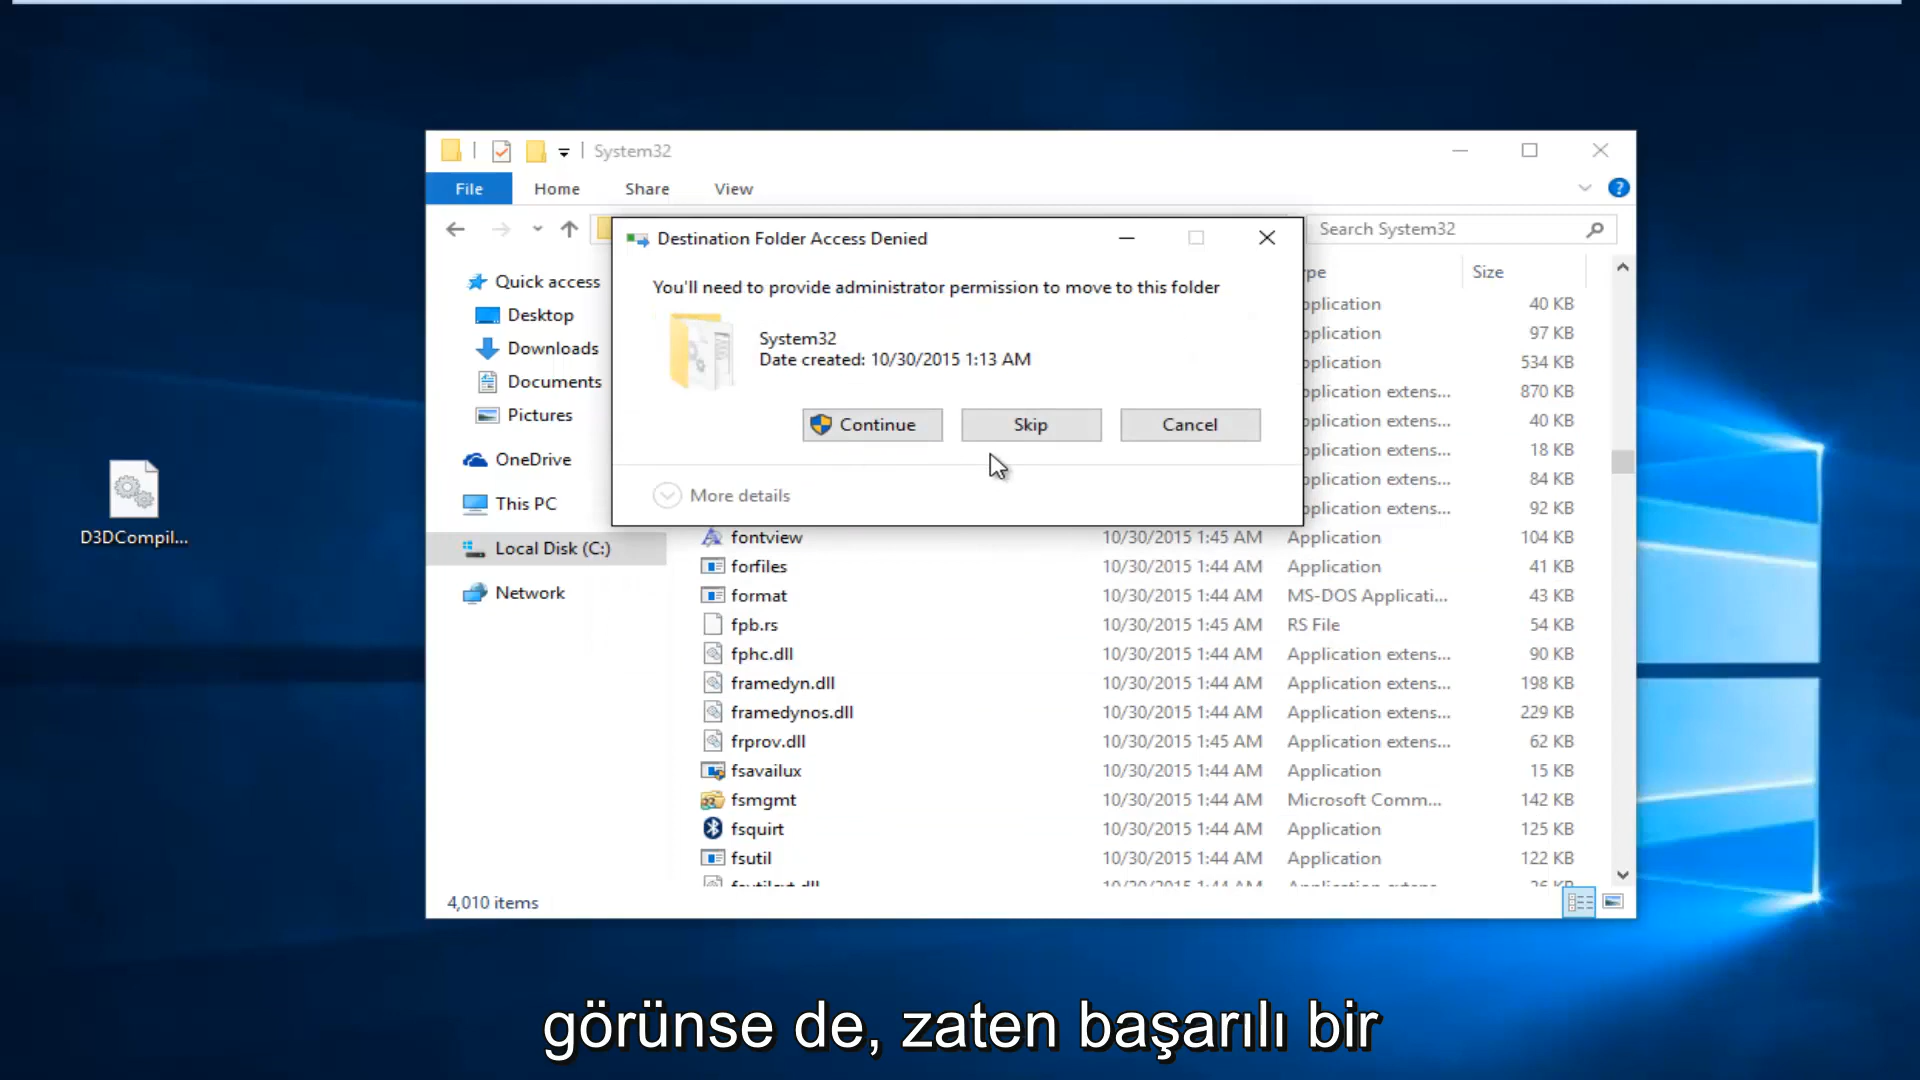 System32
File Home Share View
Search System32
Destination Folder Access Denied
You'll need to provide administrator permission to move to this folder
System32
Date created: 10/30/2015 1:13 AM
Continue Skip Cancel
More details
Quick access
Desktop
Downloads
Documents
Pictures
OneDrive
This PC
Local Disk (C:)
Network
D3DCompil...
Size
pplication 40 KB
pplication 97 KB
pplication 534 KB
pplication extens... 870 KB
pplication extens... 40 KB
pplication extens... 18 KB
pplication extens... 84 KB
pplication extens... 92 KB
fontview 10/30/2015 1:45 AM Application 104 KB
forfiles 10/30/2015 1:44 AM Application 41 KB
format 10/30/2015 1:44 AM MS-DOS Applicati... 43 KB
fpb.rs 10/30/2015 1:45 AM RS File 54 KB
fphc.dll 10/30/2015 1:44 AM Application extens... 90 KB
framedyn.dll 10/30/2015 1:44 AM Application extens... 198 KB
framedynos.dll 10/30/2015 1:44 AM Application extens... 229 KB
frprov.dll 10/30/2015 1:45 AM Application extens... 62 KB
fsavailux 10/30/2015 1:44 AM Application 15 KB
fsmgmt 10/30/2015 1:44 AM Microsoft Comm... 142 KB
fsquirt 10/30/2015 1:44 AM Application 125 KB
fsutil 10/30/2015 1:44 AM Application 122 KB
4,010 items
görünse de, zaten başarılı bir